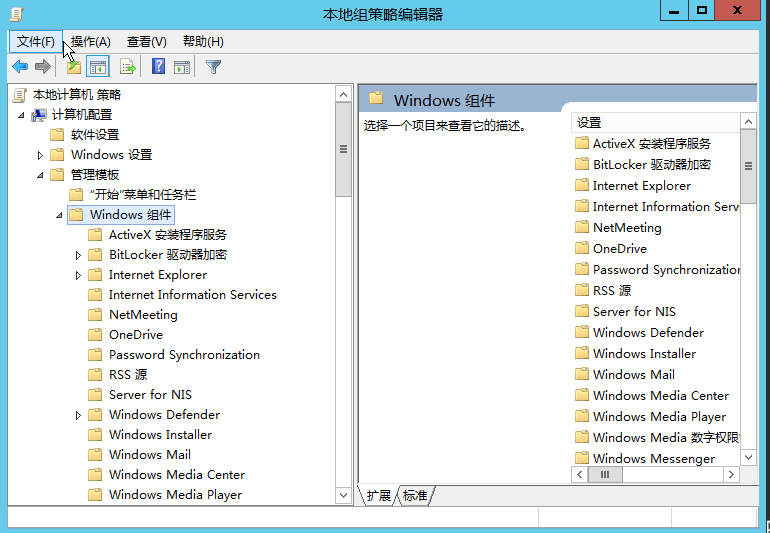 本地组策略编辑器
文件(F) 操作(A) 查看(V) 帮助(H)
本地计算机 策略
计算机配置
软件设置
Windows 设置
管理模板
“开始”菜单和任务栏
Windows 组件
ActiveX 安装程序服务
BitLocker 驱动器加密
Internet Explorer
Internet Information Services
NetMeeting
OneDrive
Password Synchronization
RSS 源
Server for NIS
Windows Defender
Windows Installer
Windows Mail
Windows Media Center
Windows Media Player
Windows 组件
选择一个项目来查看它的描述。
设置
ActiveX 安装程序服务
BitLocker 驱动器加密
Internet Explorer
Internet Information Serv
NetMeeting
OneDrive
Password Synchronization
RSS 源
Server for NIS
Windows Defender
Windows Installer
Windows Mail
Windows Media Center
Windows Media Player
Windows Media 数字权限
Windows Messenger
扩展 标准